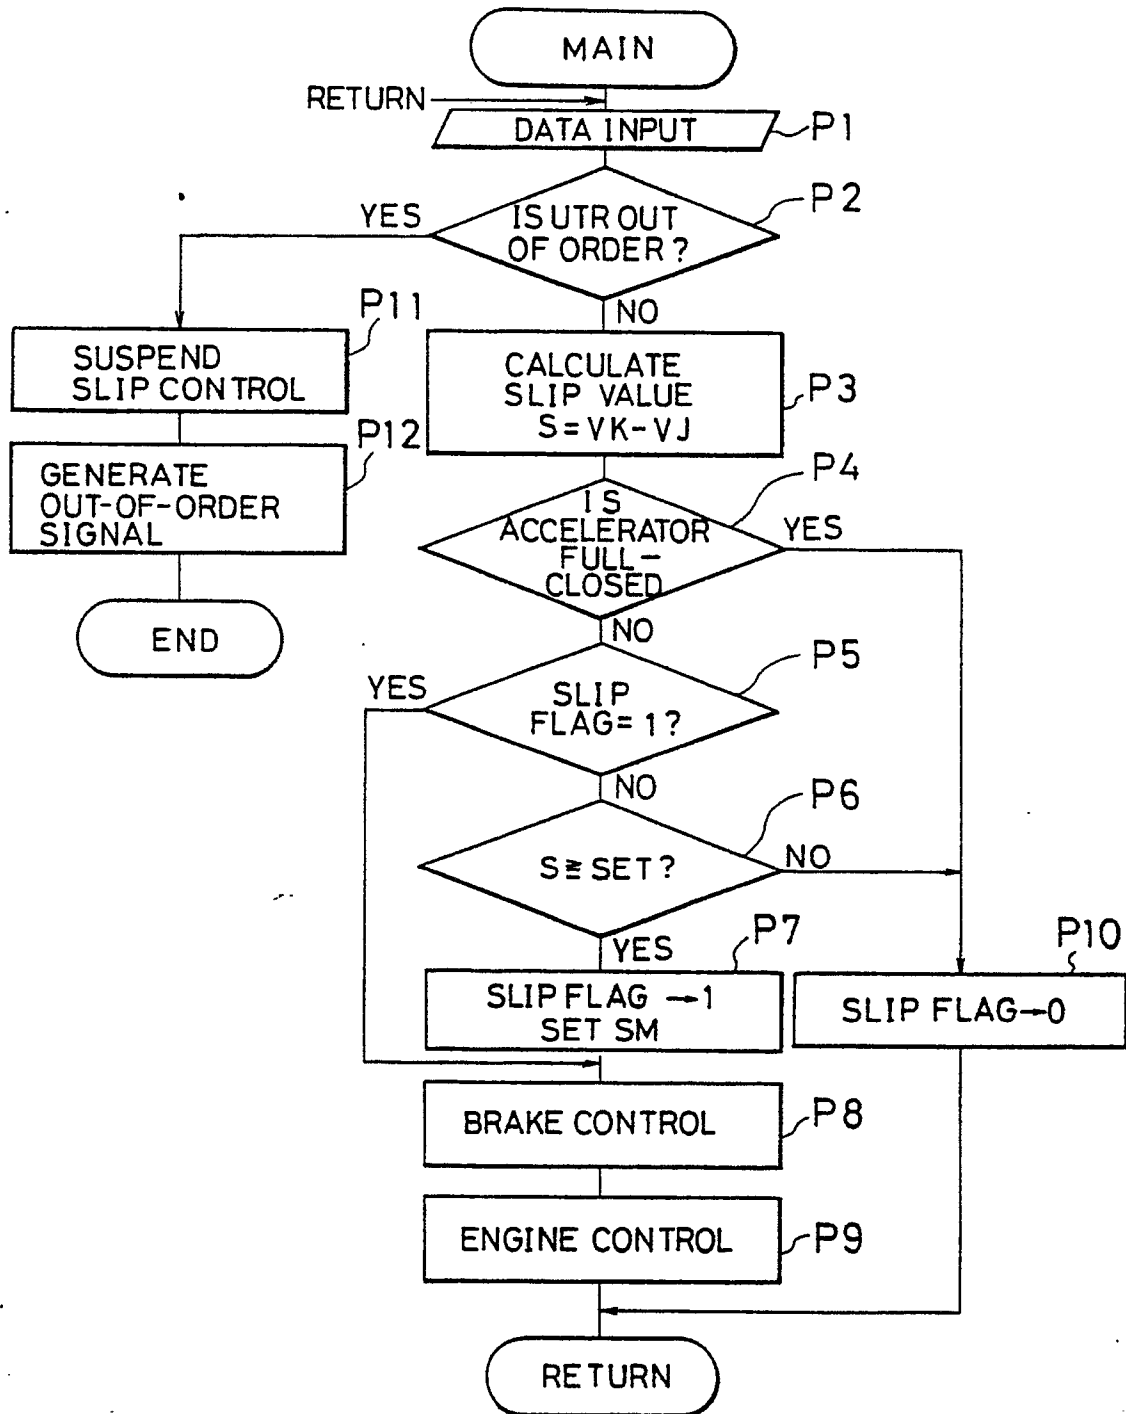 MAIN
RETURN
DATA INPUT
P1
P2
YES
IS UTR OUT
OF ORDER?
NO
P11
SUSPEND
SLIP CONTROL
CALCULATE
SLIP VALUE
S=VK-VJ
P3
P12
GENERATE
OUT-OF-ORDER
SIGNAL
P4
IS
ACCELERATOR
FULL-
CLOSED
YES
END
NO
P5
YES
SLIP
FLAG=1?
NO
P6
S≧SET?
NO
YES
P7
P10
SLIP FLAG→1
SET SM
SLIP FLAG→0
BRAKE CONTROL
P8
ENGINE CONTROL
P9
RETURN